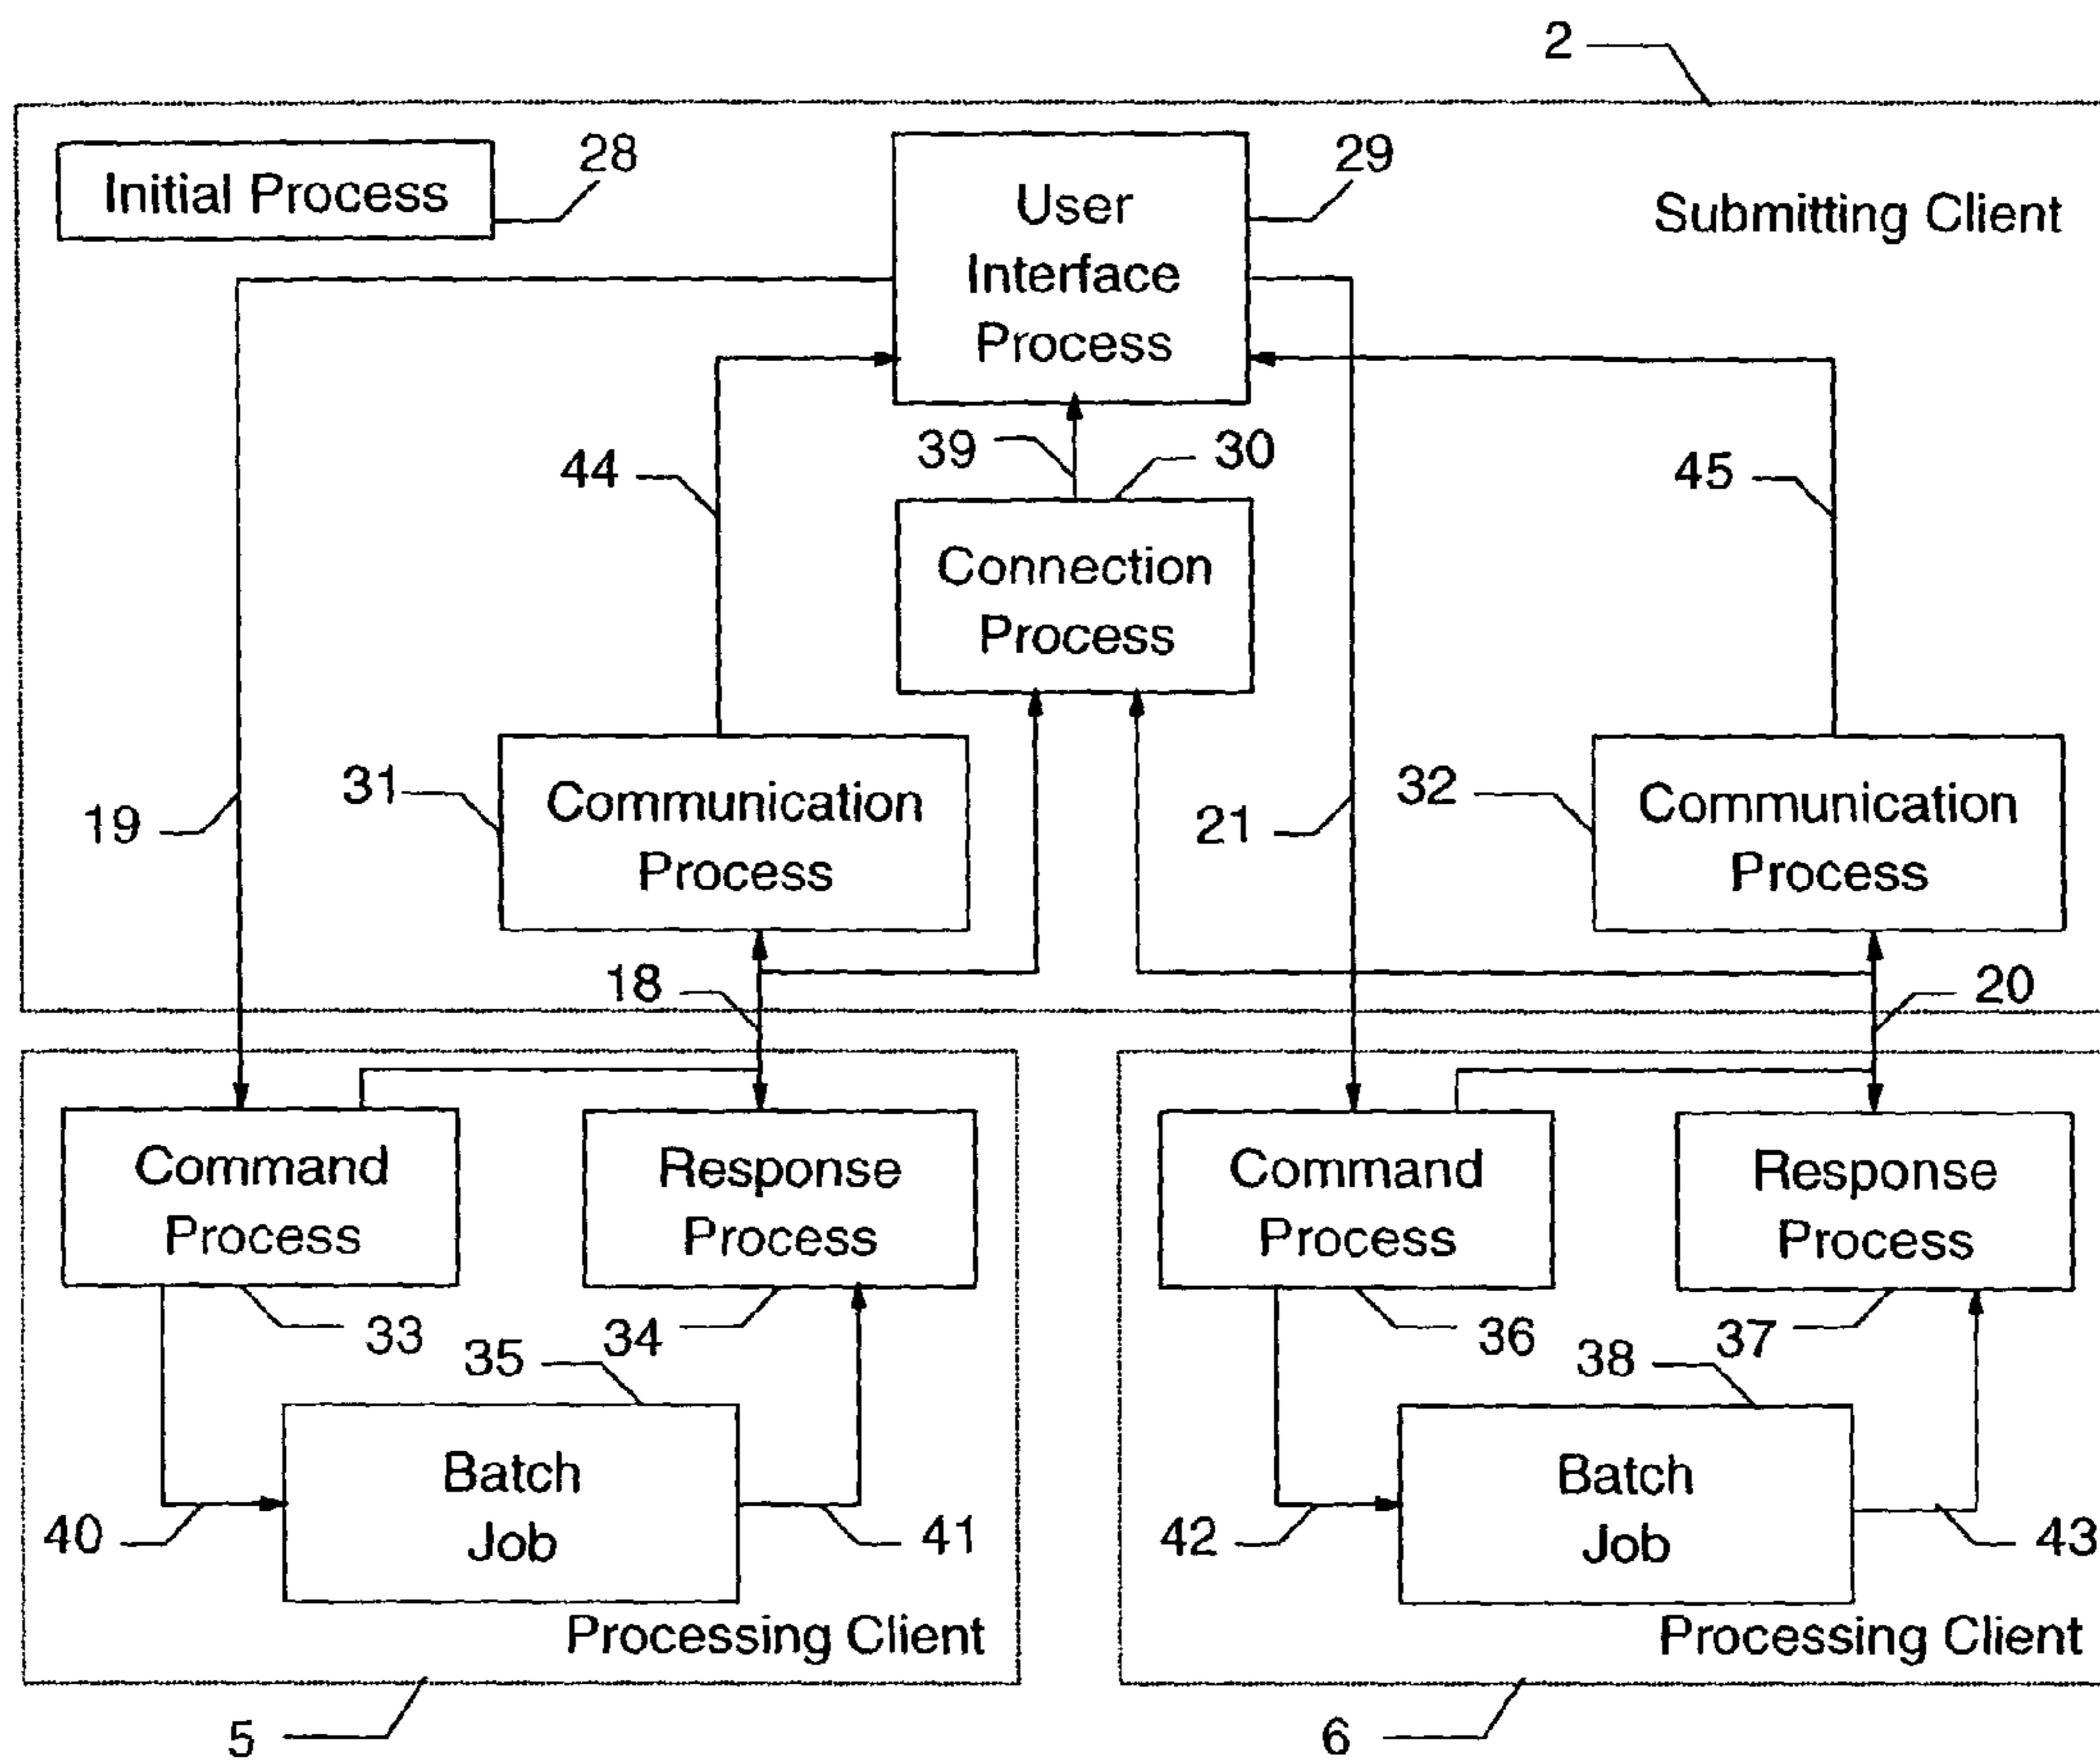 2
Initial Process
28
User
Interface
Process
29
Submitting Client
39
30
44
45
Connection
Process
31
Communication
Process
32
Communication
Process
19
21
18
20
Command
Process
Response
Process
Command
Process
Response
Process
33
34
36
37
35
38
Batch
Job
Batch
Job
40
41
42
43
Processing Client
Processing Client
5
6